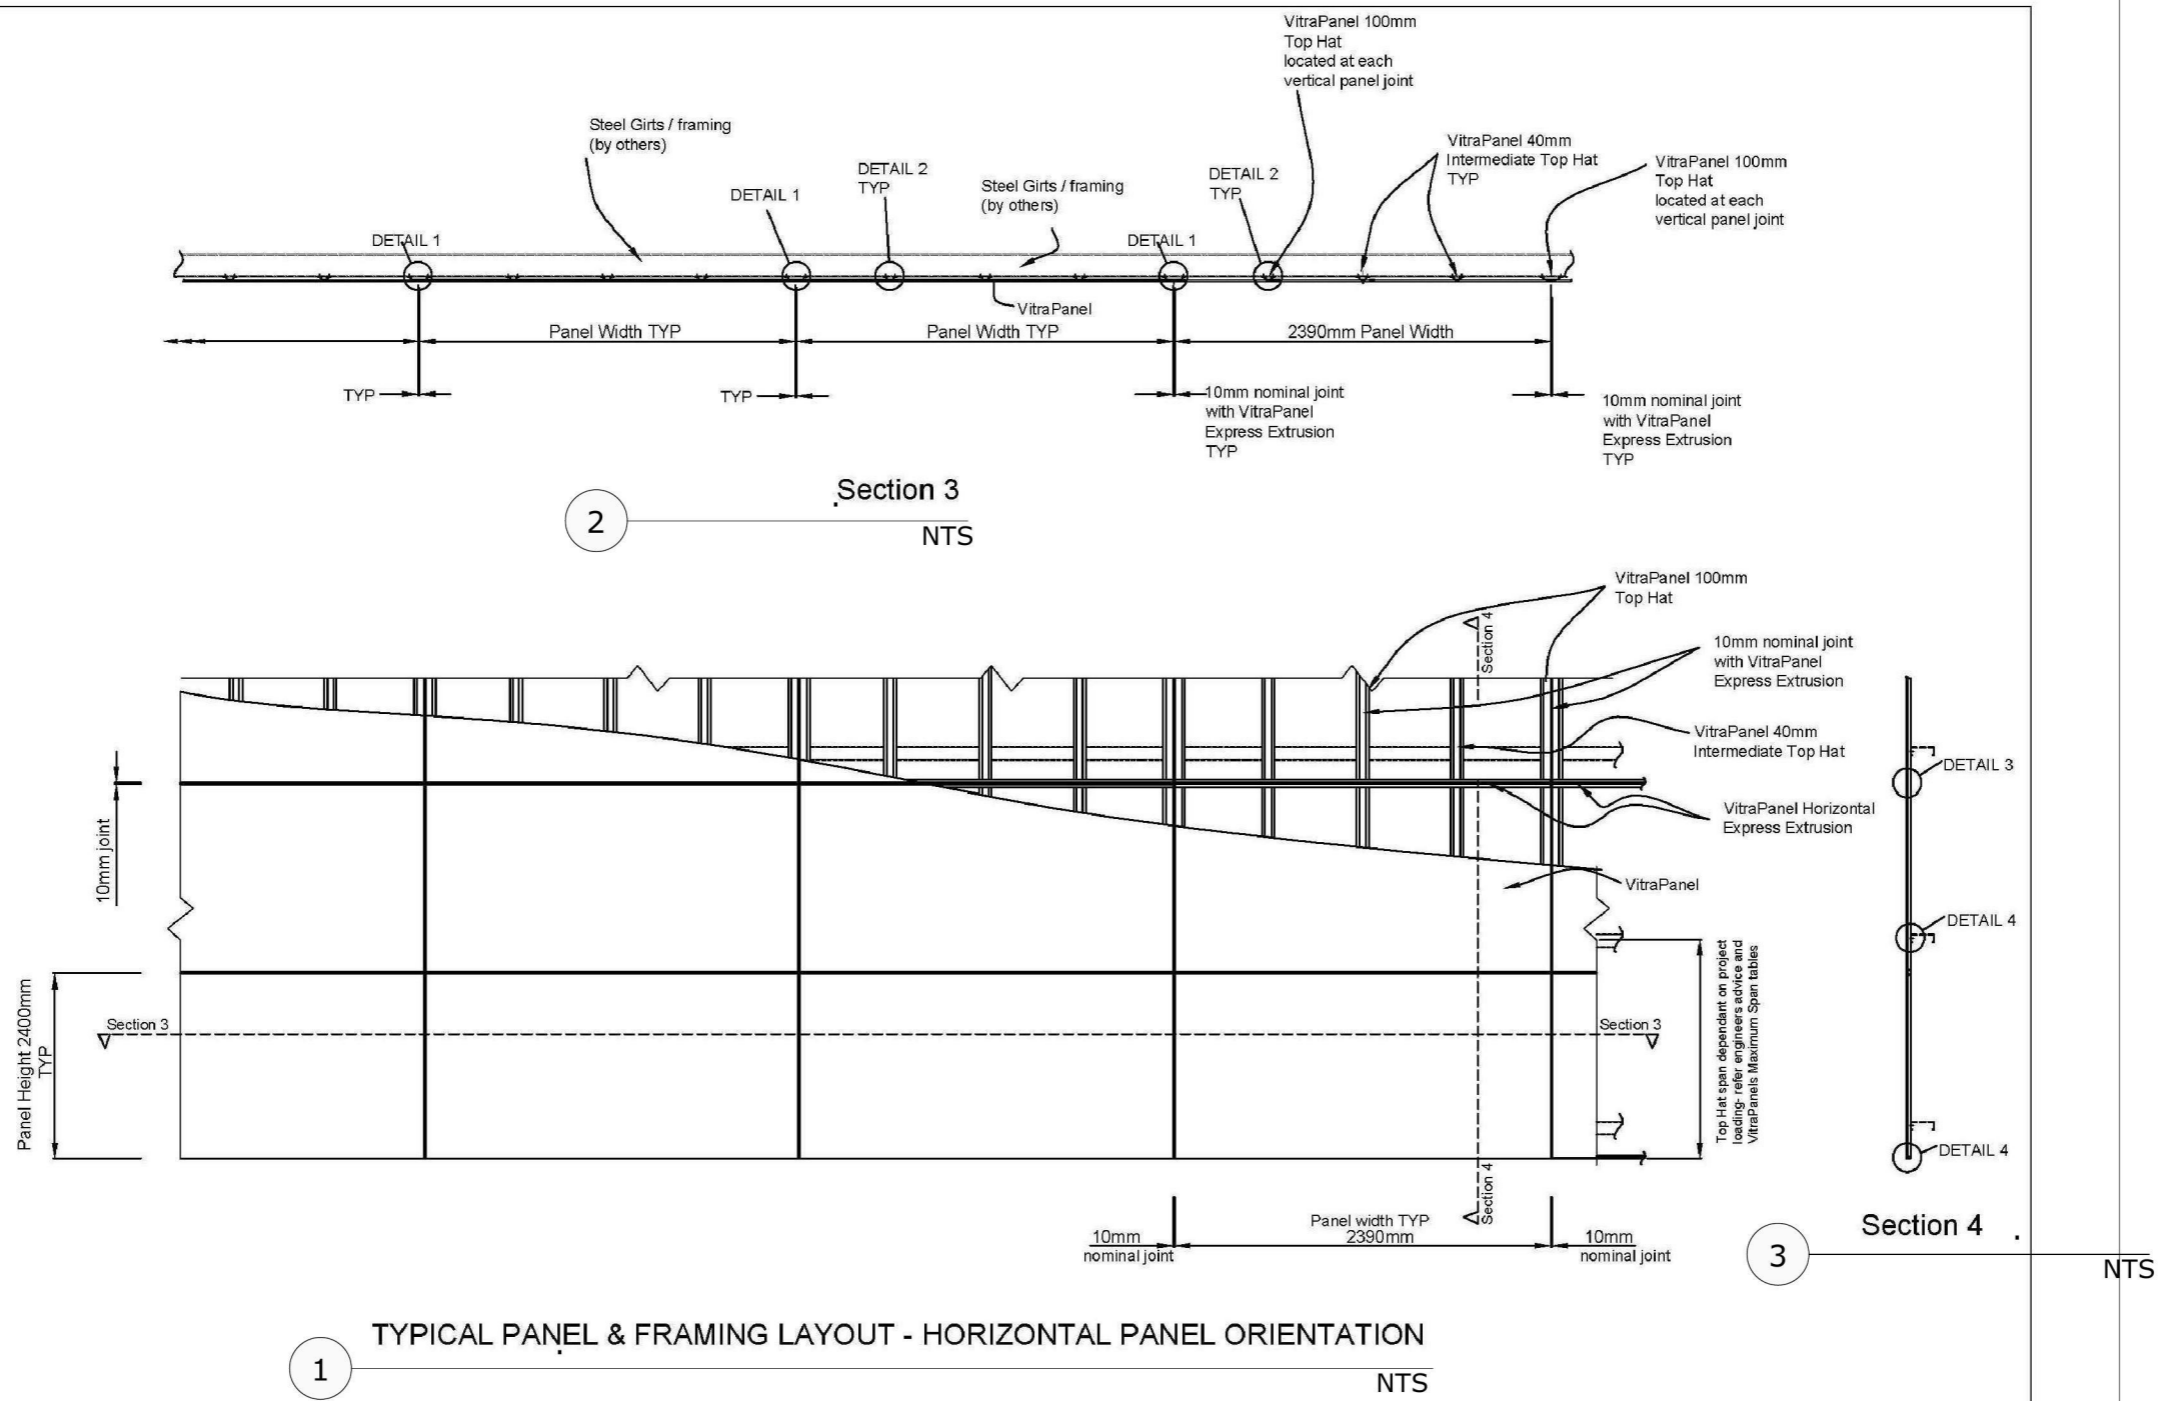 VitraPanel 100mm
Top Hat
located at each
vertical panel joint
Steel Girts / framing
(by others)
DETAIL 1
DETAIL 2
TYP
Steel Girts / framing
(by others)
DETAIL 2
TYP
VitraPanel 40mm
Intermediate Top Hat
TYP
VitraPanel 100mm
Top Hat
located at each
vertical panel joint
DETAIL 1
DETAIL 1
VitraPanel
Panel Width TYP
Panel Width TYP
2390mm Panel Width
TYP
TYP
10mm nominal joint
with VitraPanel
Express Extrusion
TYP
10mm nominal joint
with VitraPanel
Express Extrusion
TYP
2
Section 3
NTS
VitraPanel 100mm
Top Hat
Section 4
10mm nominal joint
with VitraPanel
Express Extrusion
VitraPanel 40mm
Intermediate Top Hat
VitraPanel Horizontal
Express Extrusion
VitraPanel
10mm joint
Panel Height 2400mm
TYP
Section 3
Section 3
Top Hat span dependant on project
loading- refer engineers advice and
VitraPanels Maximum Span tables
Section 4
10mm
nominal joint
Panel width TYP
2390mm
10mm
nominal joint
DETAIL 3
DETAIL 4
DETAIL 4
3
Section 4
NTS
1
TYPICAL PANEL & FRAMING LAYOUT - HORIZONTAL PANEL ORIENTATION
NTS